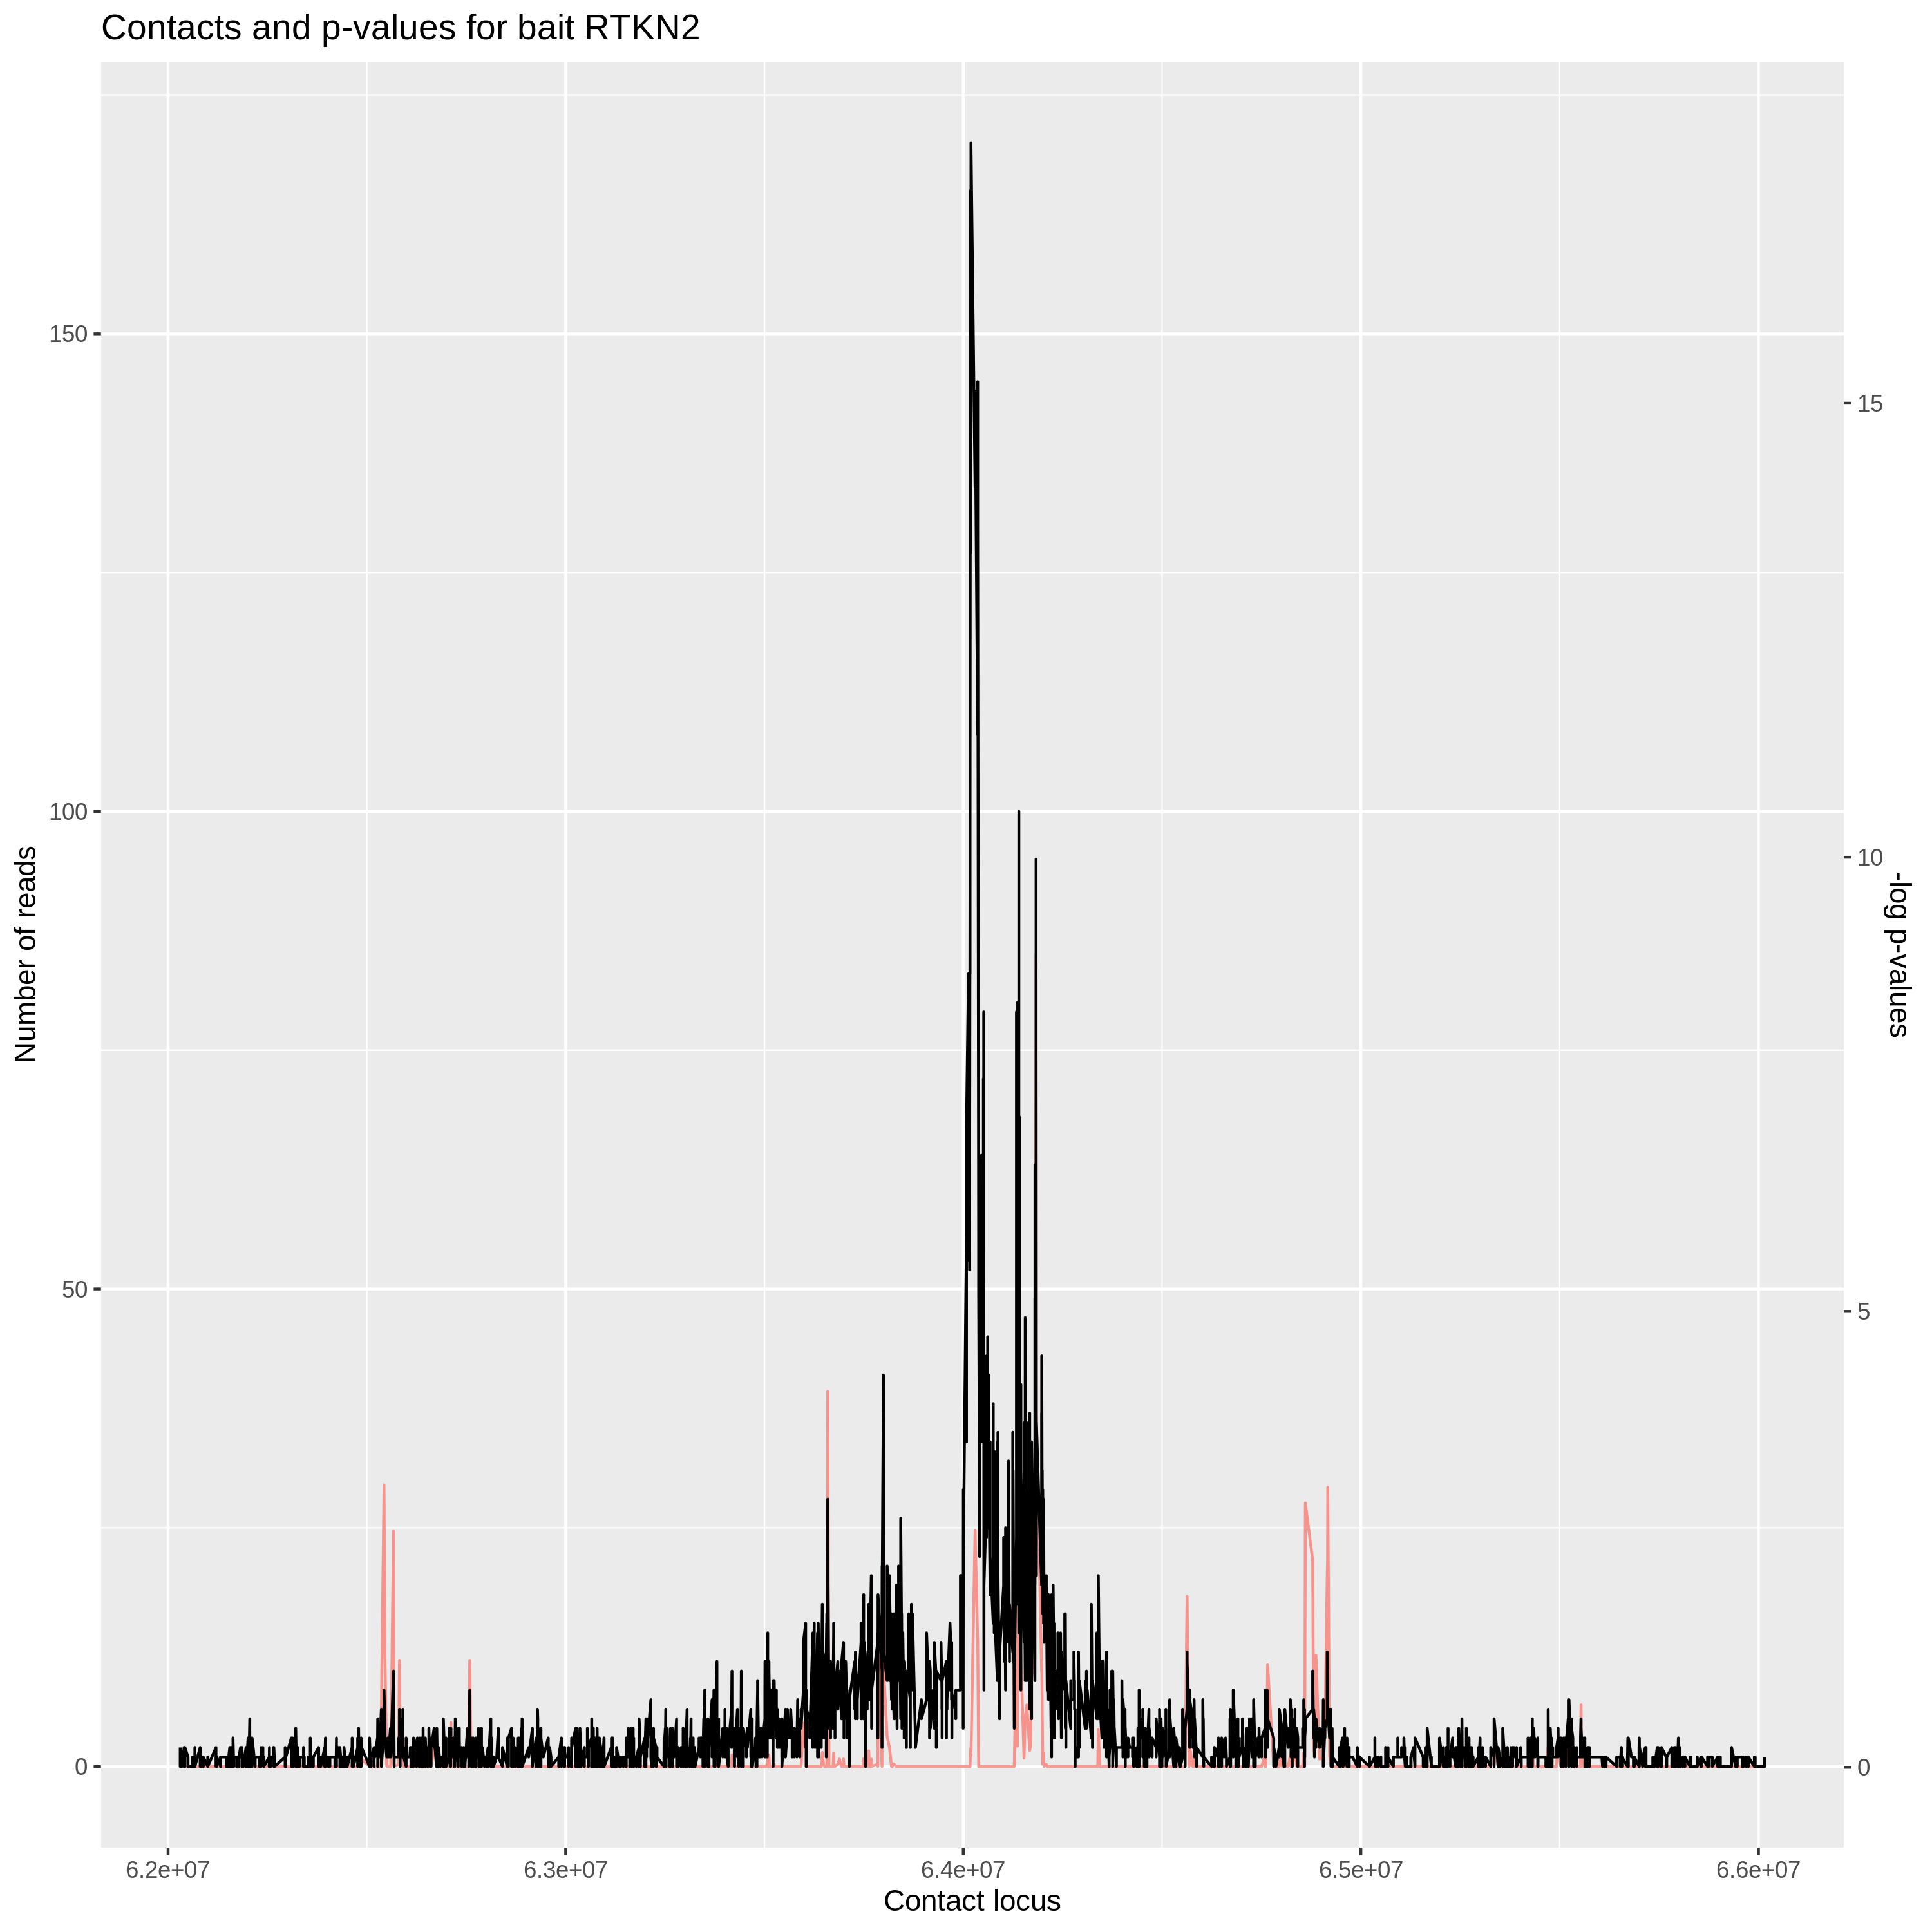 Contacts and p-values for bait RTKN2
150
100
50
0
Number of reads
15
10
5
0
-log p-values
6.2e+07
6.3e+07
6.4e+07
6.5e+07
6.6e+07
Contact locus